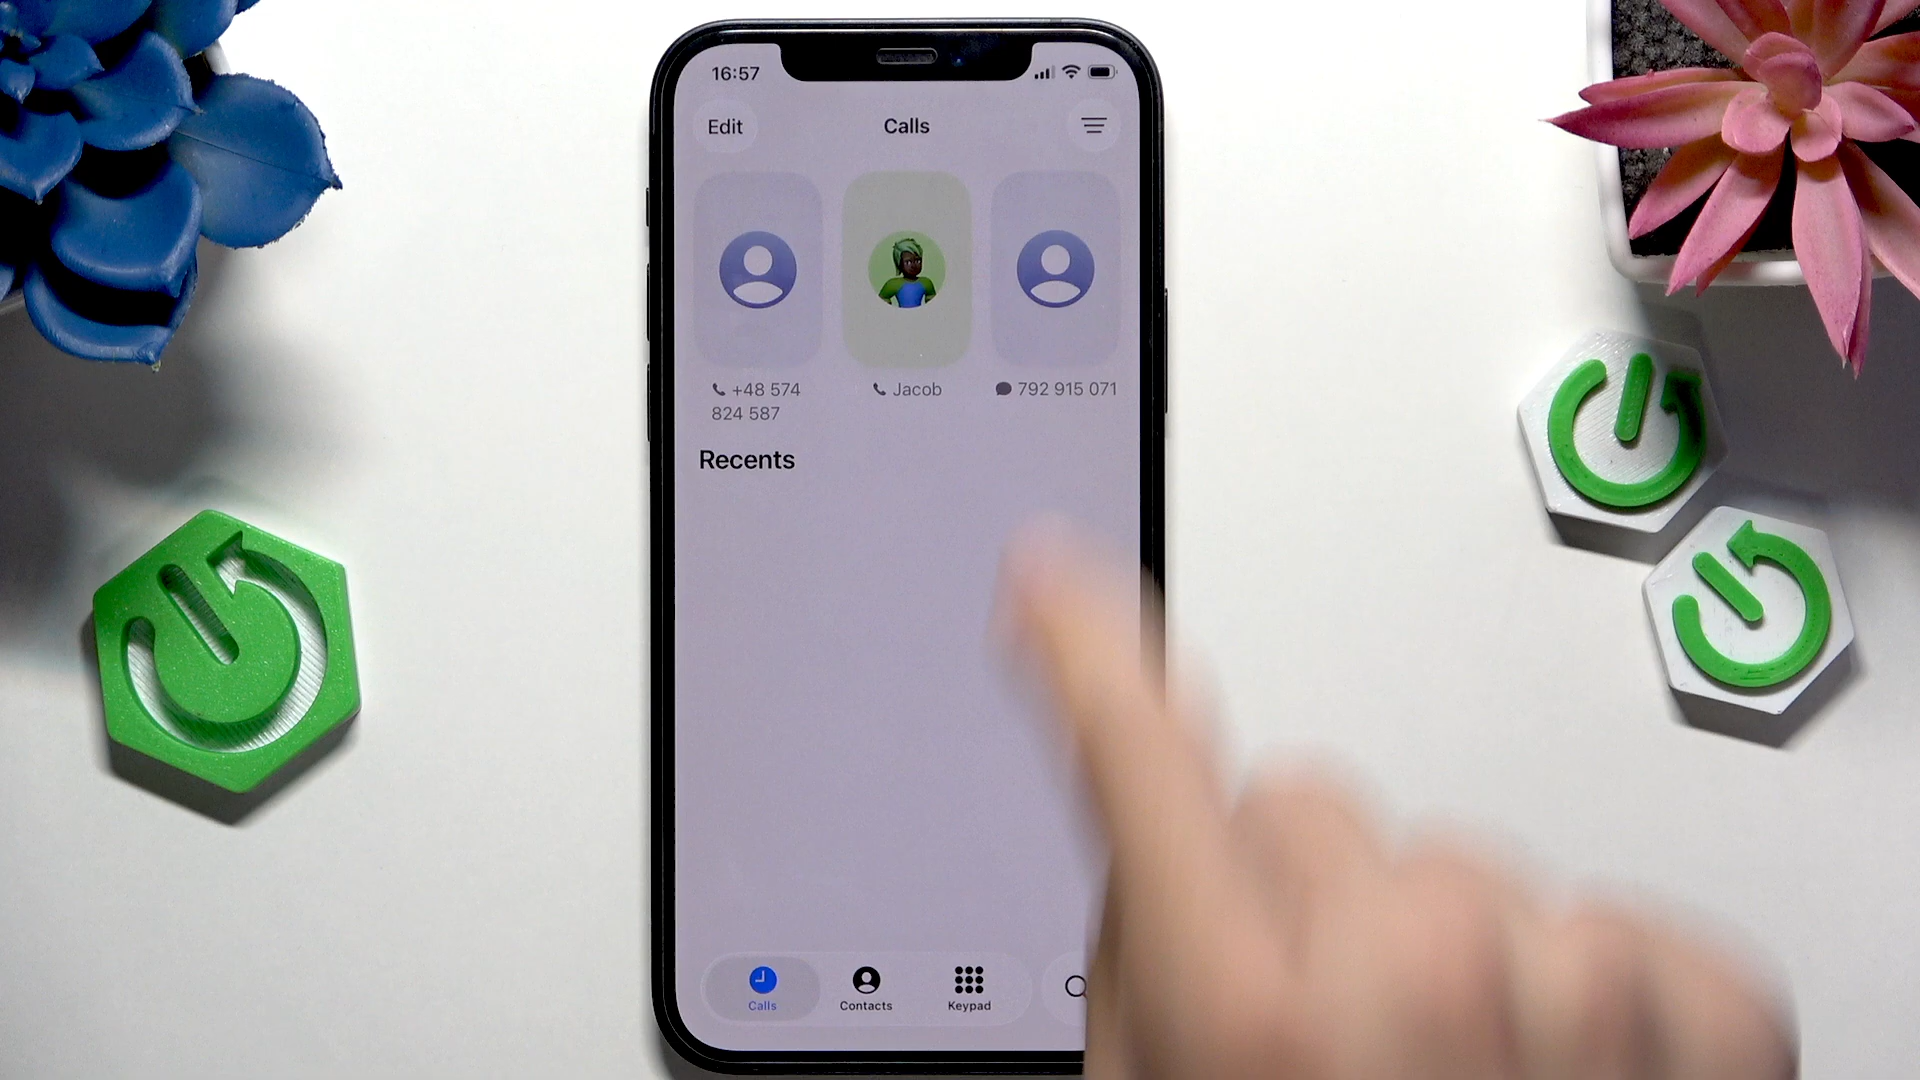 16:57
Edit
Calls
+48 574
824 587
Jacob
792 915 071
Recents
Calls
Contacts
Keypad